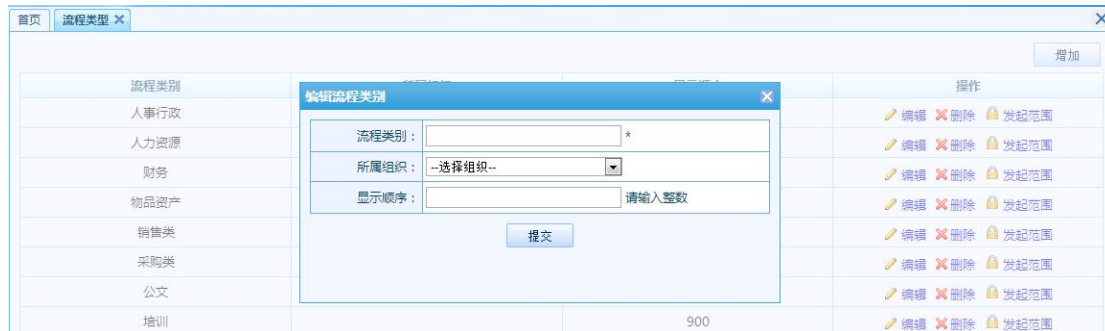 首页 流程类型
增加
流程类别 操作
人事行政 编辑 删除 发起范围
人力资源 编辑 删除 发起范围
财务 编辑 删除 发起范围
物品资产 编辑 删除 发起范围
销售类 编辑 删除 发起范围
采购类 编辑 删除 发起范围
公文 编辑 删除 发起范围
培训 900 编辑 删除 发起范围
编辑流程类别
流程类别： *
所属组织： --选择组织--
显示顺序： 请输入整数
提交